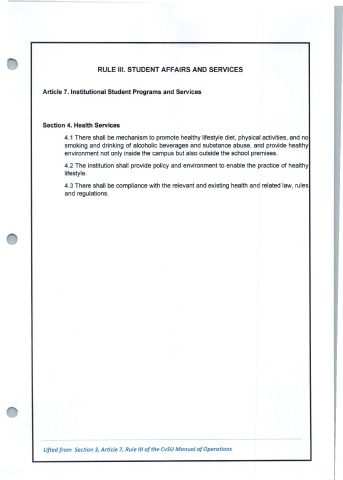 RULE III. STUDENT AFFAIRS AND SERVICES
Article 7. Institutional Student Programs and Services
Section 4. Health Services
4.1 There shall be mechanism to promote healthy lifestyle diet, physical activities, and no
smoking and drinking of alcoholic beverages and substance abuse, and provide healthy
environment not only inside the campus but also outside the school premises.
4.2 The institution shall provide policy and environment to enable the practice of healthy
lifestyle.
4.3 There shall be compliance with the relevant and existing health and related law, rules
and regulations.
Lifted from Section 3, Article 7, Rule III of the CvSU Manual of Operations